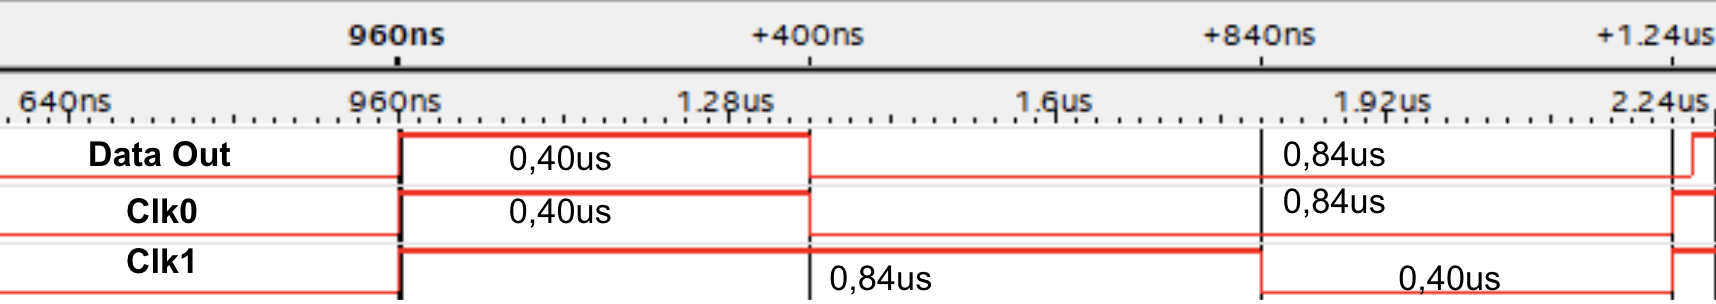 960ns +400ns +840ns +1.24us
640ns 960ns 1.28us 1.6us 1.92us 2.24us
Data Out 0,40us 0,84us
Clk0 0,40us 0,84us
Clk1 0,84us 0,40us